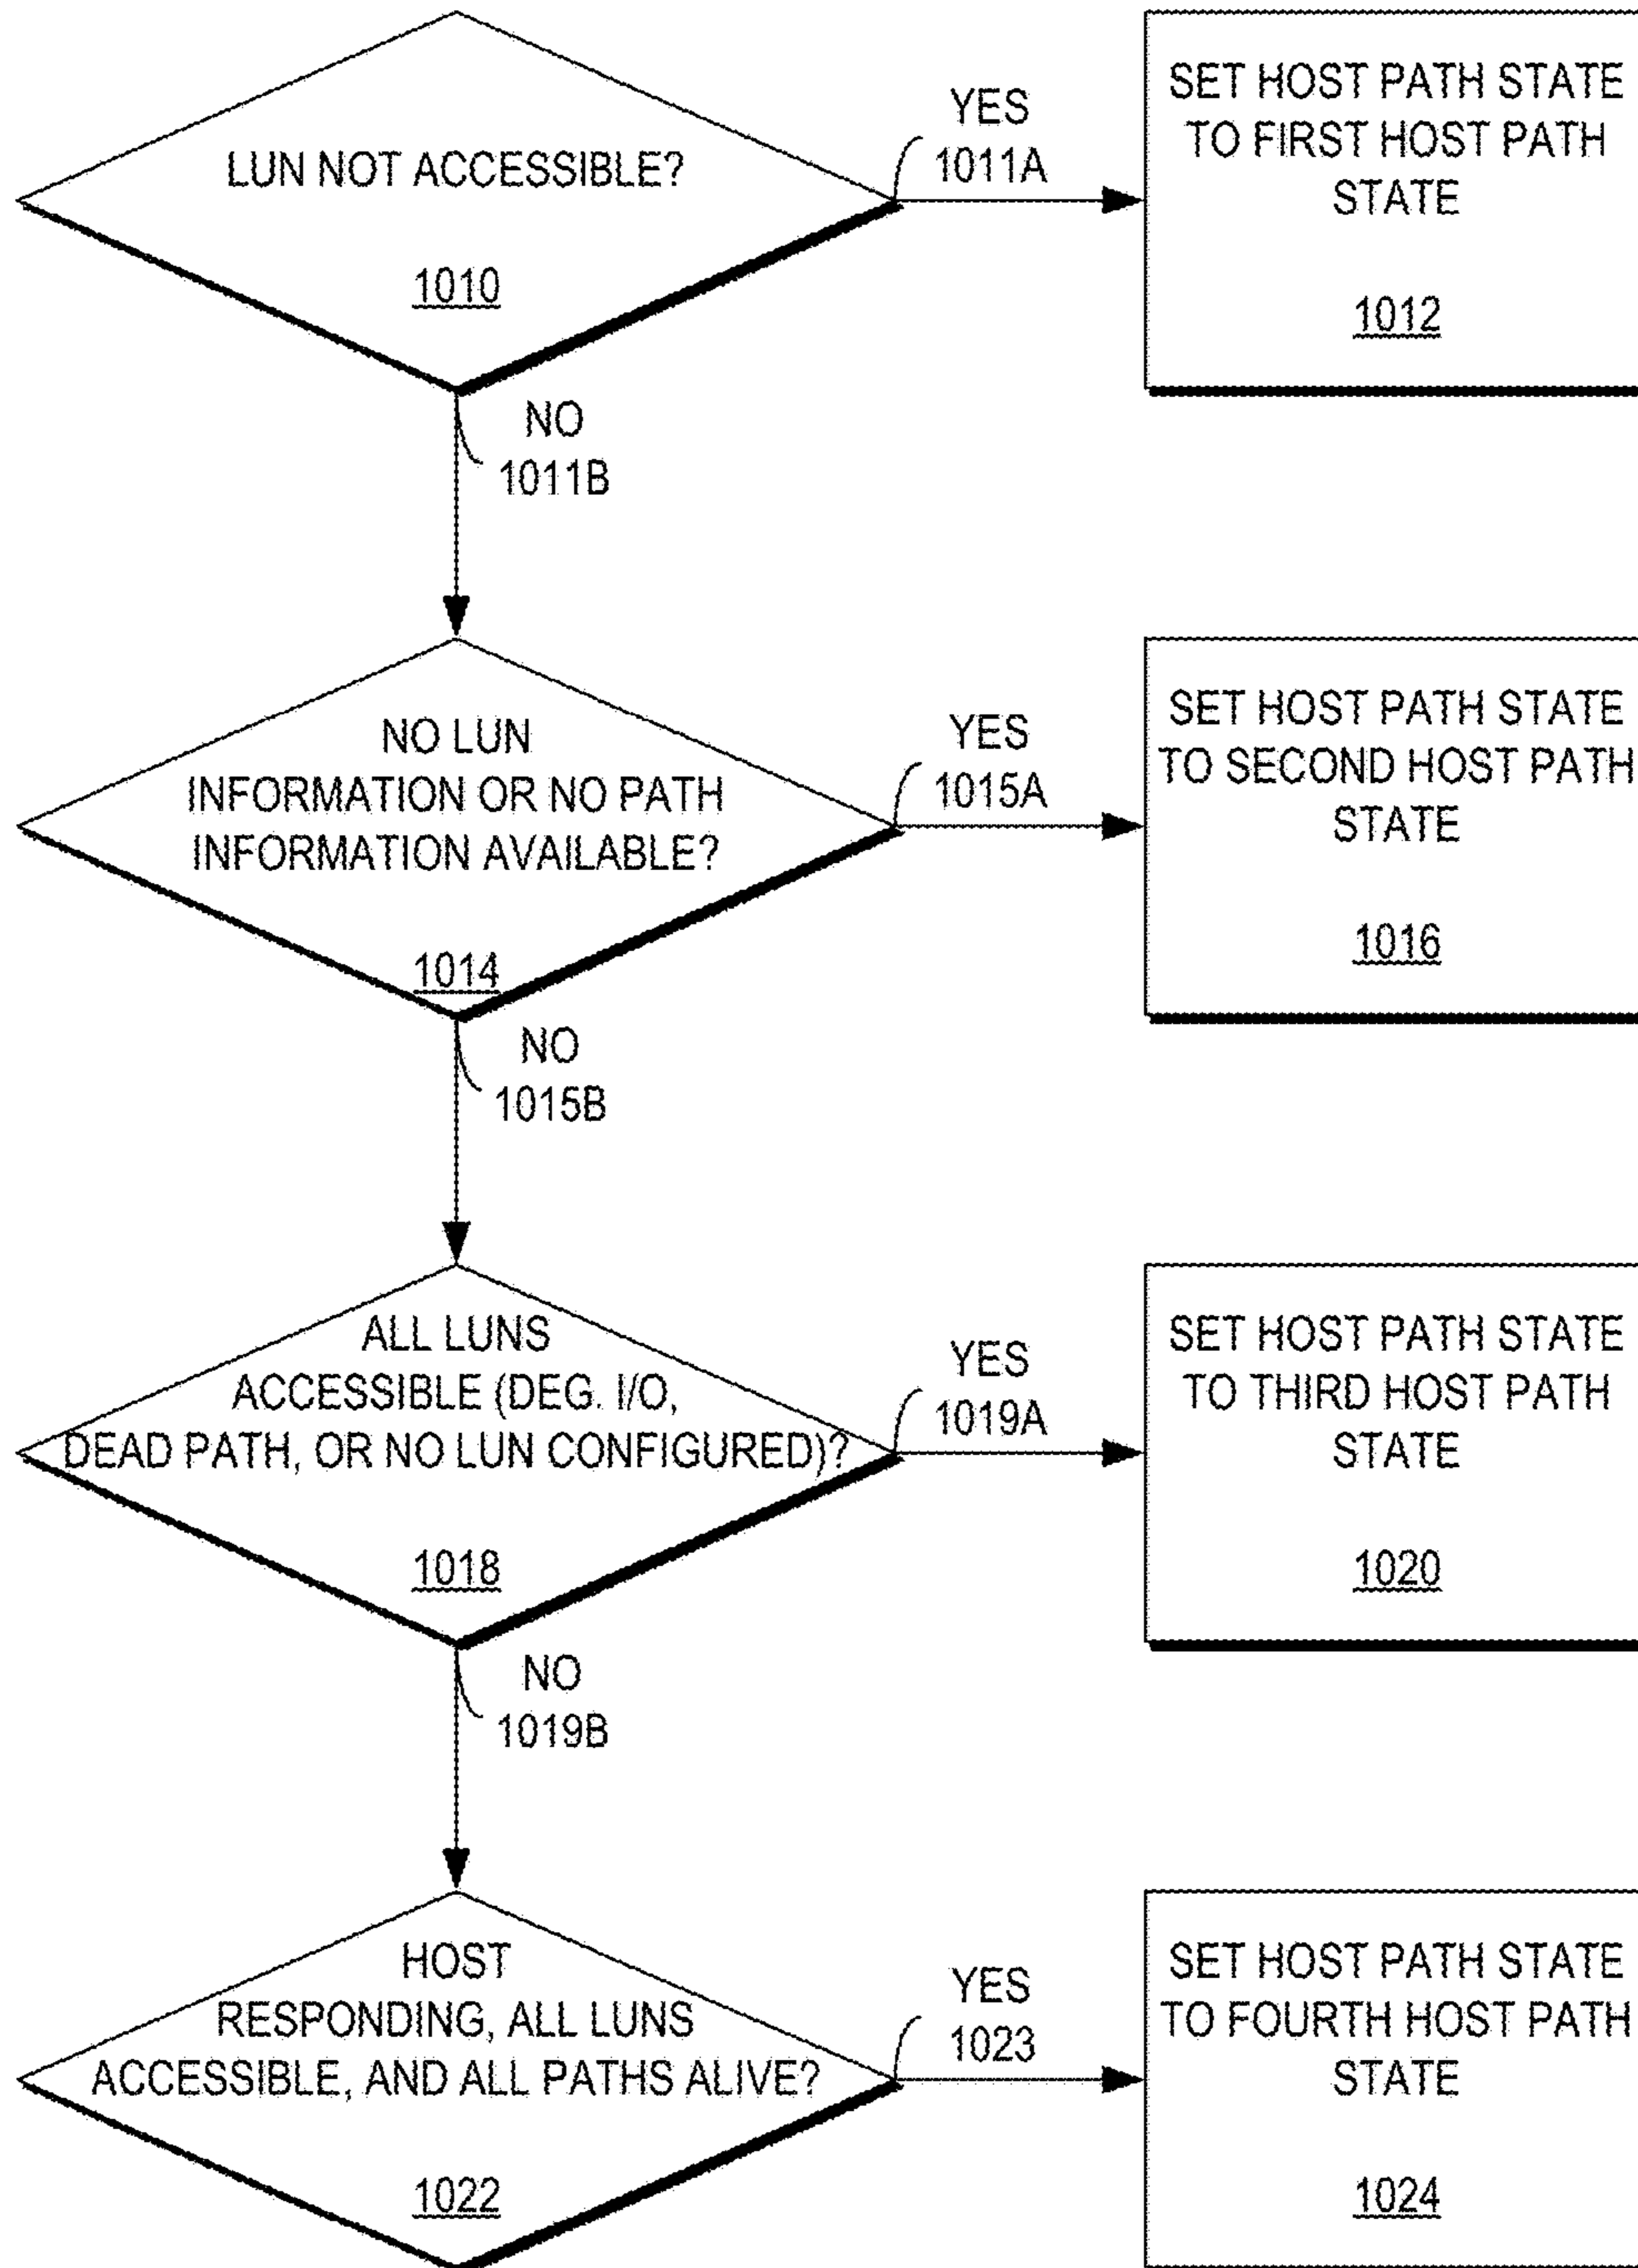 LUN NOT ACCESSIBLE?
1010
YES
1011A
SET HOST PATH STATE
TO FIRST HOST PATH
STATE
1012
NO
1011B
NO LUN
INFORMATION OR NO PATH
INFORMATION AVAILABLE?
1014
YES
1015A
SET HOST PATH STATE
TO SECOND HOST PATH
STATE
1016
NO
1015B
ALL LUNS
ACCESSIBLE (DEG. I/O,
DEAD PATH, OR NO LUN CONFIGURED)?
1018
YES
1019A
SET HOST PATH STATE
TO THIRD HOST PATH
STATE
1020
NO
1019B
HOST
RESPONDING, ALL LUNS
ACCESSIBLE, AND ALL PATHS ALIVE?
1022
YES
1023
SET HOST PATH STATE
TO FOURTH HOST PATH
STATE
1024